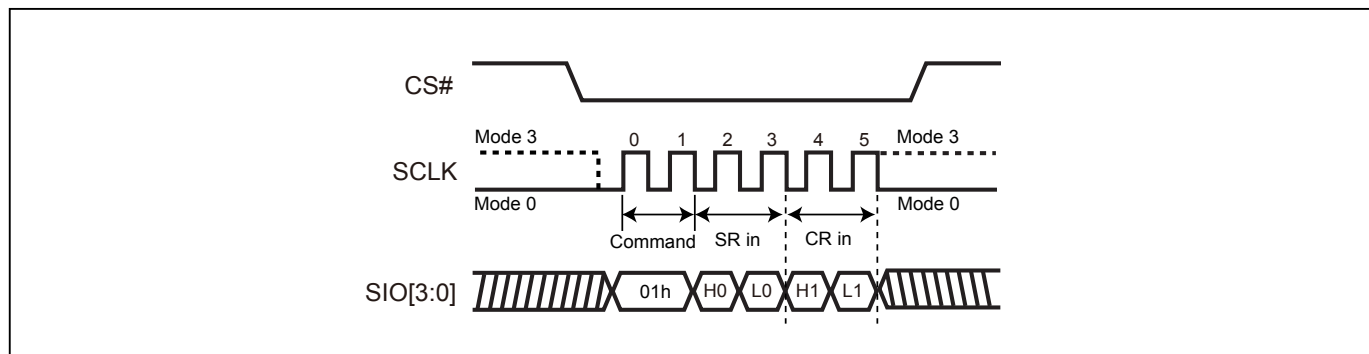 CS#
Mode 3 0 1 2 3 4 5 Mode 3
SCLK
Mode 0 Mode 0
Command SR in CR in
SIO[3:0] 01h H0 L0 H1 L1